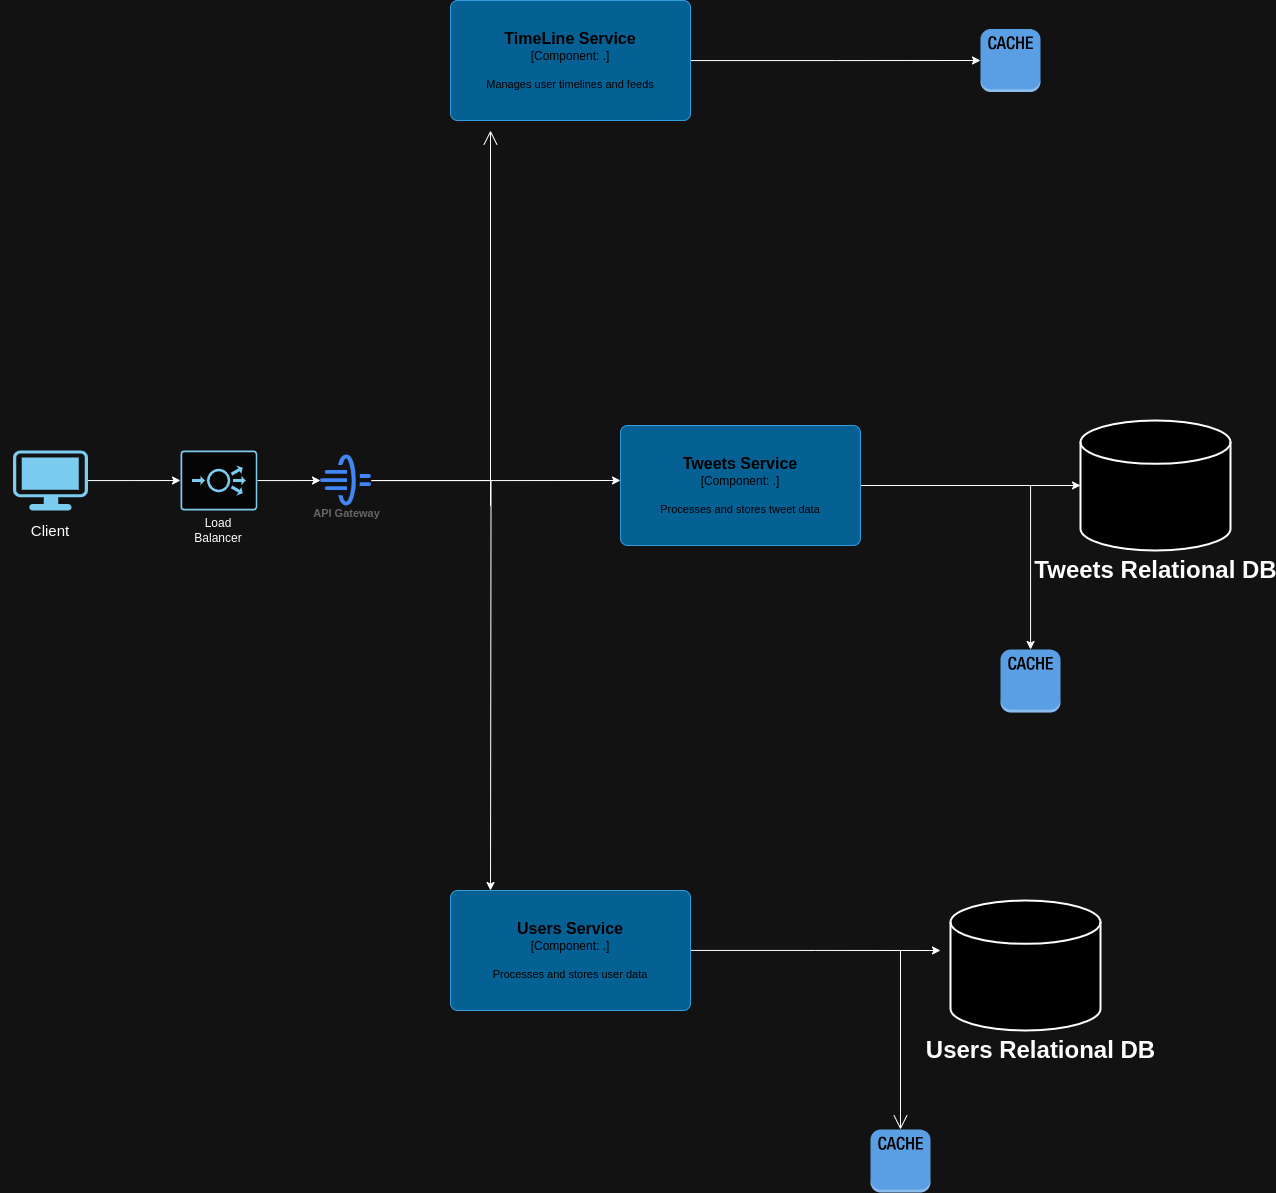 TimeLine Service
[Component: .]
Manages user timelines and feeds
CACHE
Client
Load
Balancer
API Gateway
Tweets Service
[Component: .]
Processes and stores tweet data
Tweets Relational DB
CACHE
Users Service
[Component: .]
Processes and stores user data
Users Relational DB
CACHE